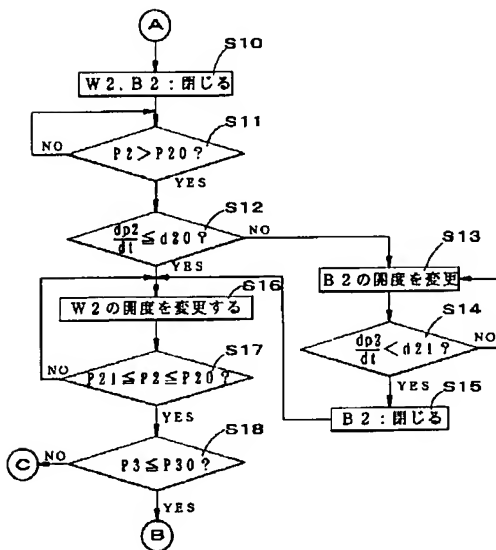 A
S10
W2, B2:閉じる
S11
NO
P2>P20?
YES
S12
dp2
dt
≦d20?
NO
YES
S13
B2の開度を変更
S16
W2の開度を変更する
S14
dp2
dt
<d21?
NO
YES
S17
P21≦P2≦P20?
NO
YES
S15
B2:閉じる
S18
P3≦P30?
NO
C
YES
B